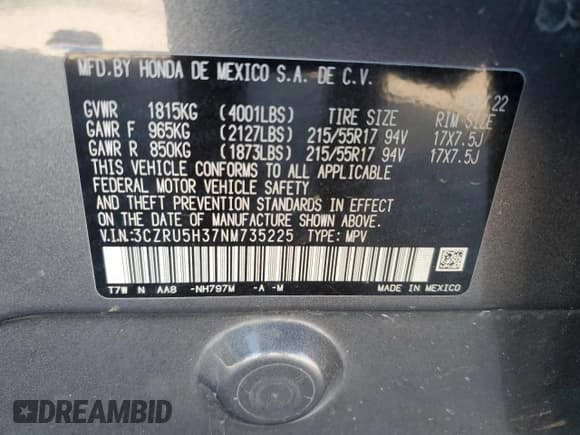 MFD.BY HONDA DE MEXICO S.A. DE C.V.
22
GVWR 1815KG (4001LBS) TIRE SIZE RIM SIZE
GAWR F 965KG (2127LBS) 215/55R17 94V 17X7.5J
GAWR R 850KG (1873LBS) 215/55R17 94V 17X7.5J
THIS VEHICLE CONFORMS TO ALL APPLICABLE
FEDERAL MOTOR VEHICLE SAFETY
AND THEFT PREVENTION STANDARDS IN EFFECT
ON THE DATE OF MANUFACTURE SHOWN ABOVE.
V.I.N:3CZRU5H37NM735225 TYPE: MPV
T7W N AA8 -NH797M -A -M MADE IN MEXICO
DREAMBID